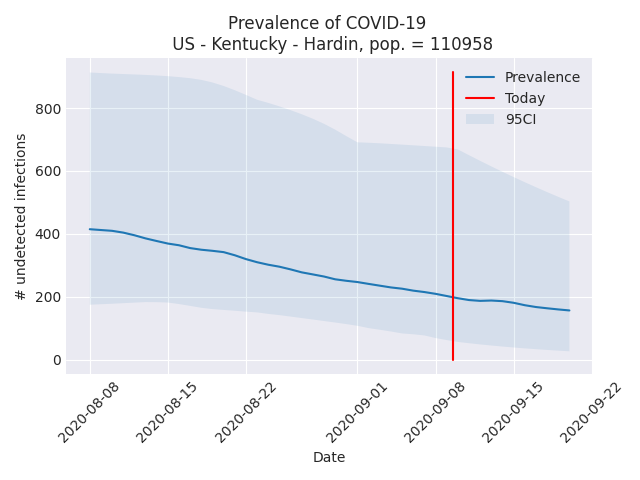 Prevalence of COVID-19
US - Kentucky - Hardin, pop. = 110958
Prevalence
Today
95CI
# undetected infections
800
600
400
200
0
2020-08-08
2020-08-15
2020-08-22
2020-09-01
2020-09-08
2020-09-15
2020-09-22
Date